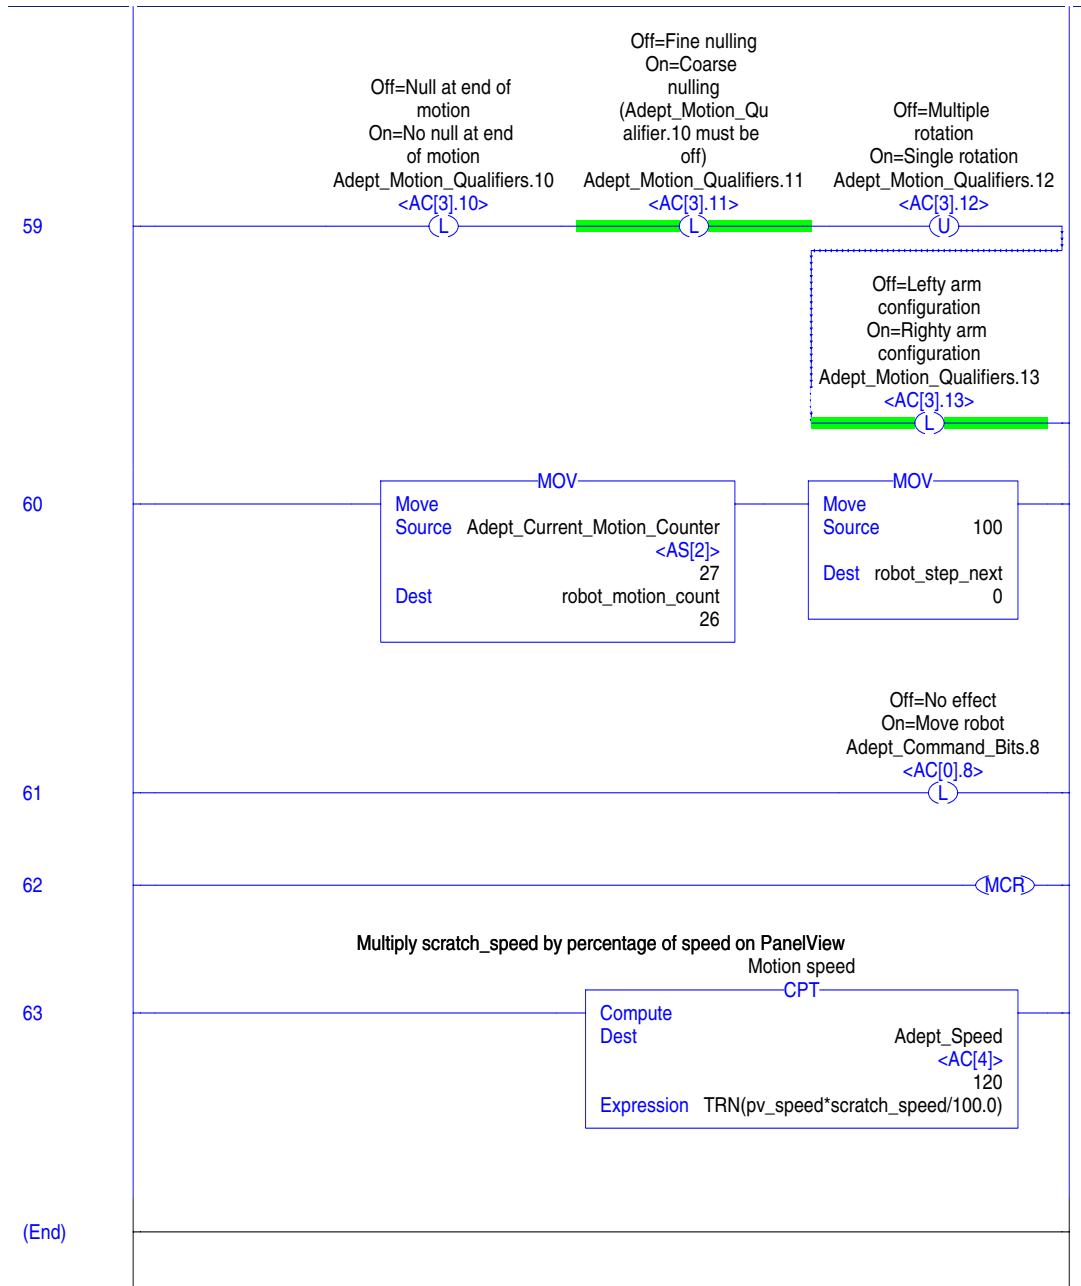 Off=Null at end of
motion
On=No null at end
of motion
Adept_Motion_Qualifiers.10
<AC[3].10>
L
Off=Fine nulling
On=Coarse
nulling
(Adept_Motion_Qu
alifier.10 must be
off)
Adept_Motion_Qualifiers.11
<AC[3].11>
L
Off=Multiple
rotation
On=Single rotation
Adept_Motion_Qualifiers.12
<AC[3].12>
U
59
Off=Lefty arm
configuration
On=Righty arm
configuration
Adept_Motion_Qualifiers.13
<AC[3].13>
L
60
MOV
Move
Source Adept_Current_Motion_Counter
<AS[2]>
27
Dest robot_motion_count
26
MOV
Move
Source 100
Dest robot_step_next
0
Off=No effect
On=Move robot
Adept_Command_Bits.8
<AC[0].8>
61
L
62
MCR
Multiply scratch_speed by percentage of speed on PanelView
Motion speed
63
CPT
Compute
Dest Adept_Speed
<AC[4]>
120
Expression TRN(pv_speed*scratch_speed/100.0)
(End)